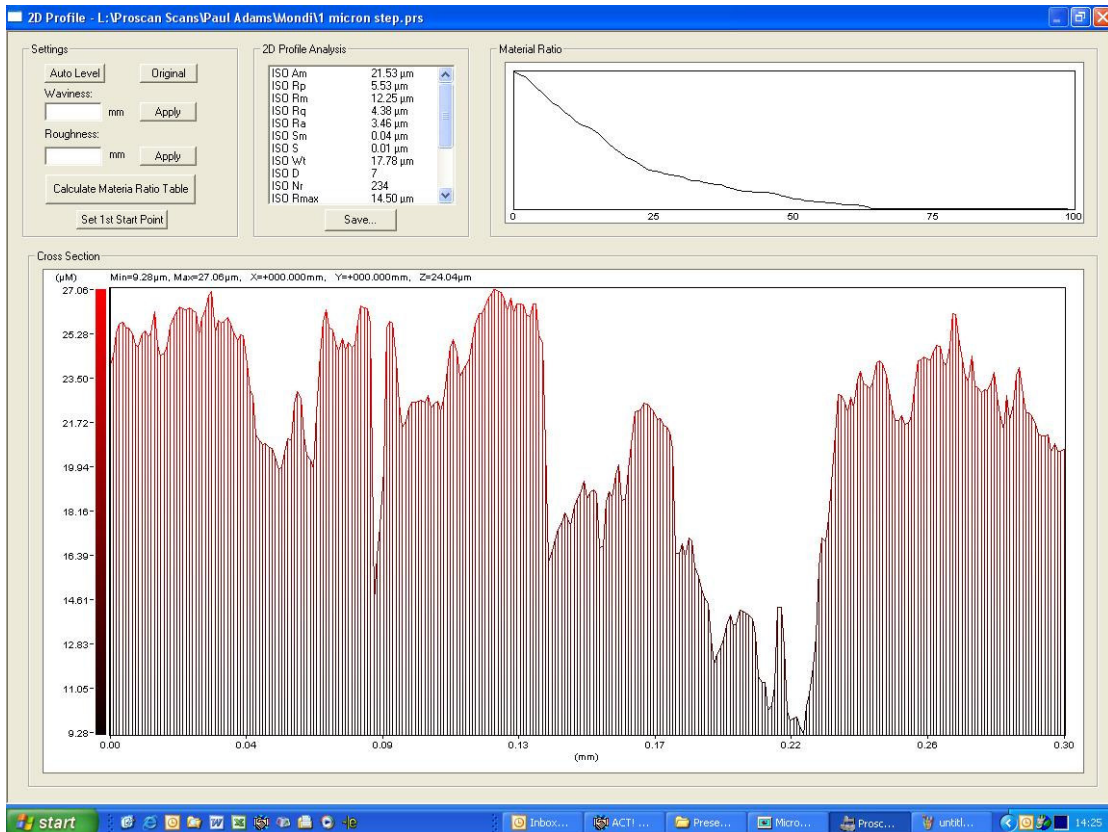 2D Profile - L:\Proscan Scans\Paul Adams\Mondi\1 micron step.prs
Settings
Auto Level Original
Waviness:
mm Apply
Roughness:
mm Apply
Calculate Materia Ratio Table
Set 1st Start Point
2D Profile Analysis
ISO Am 21.53 µm
ISO Rp 5.53 µm
ISO Rm 12.25 µm
ISO Rq 4.38 µm
ISO Ra 3.46 µm
ISO Sm 0.04 µm
ISO S 0.01 µm
ISO Wt 17.78 µm
ISO D 7
ISO Nr 234
ISO Rmax 14.50 µm
Save...
Material Ratio
0 25 50 75 100
Cross Section
(µM) Min=9.28µm, Max=27.06µm, X=+000.000mm, Y=+000.000mm, Z=24.04µm
27.06
25.28
23.50
21.72
19.94
18.16
16.39
14.61
12.83
11.05
9.28
0.00 0.04 0.09 0.13 0.17 0.22 0.26 0.30
(mm)
start Inbox... ACT! ... Prese... Micro... Prosc... untitl... 14:25